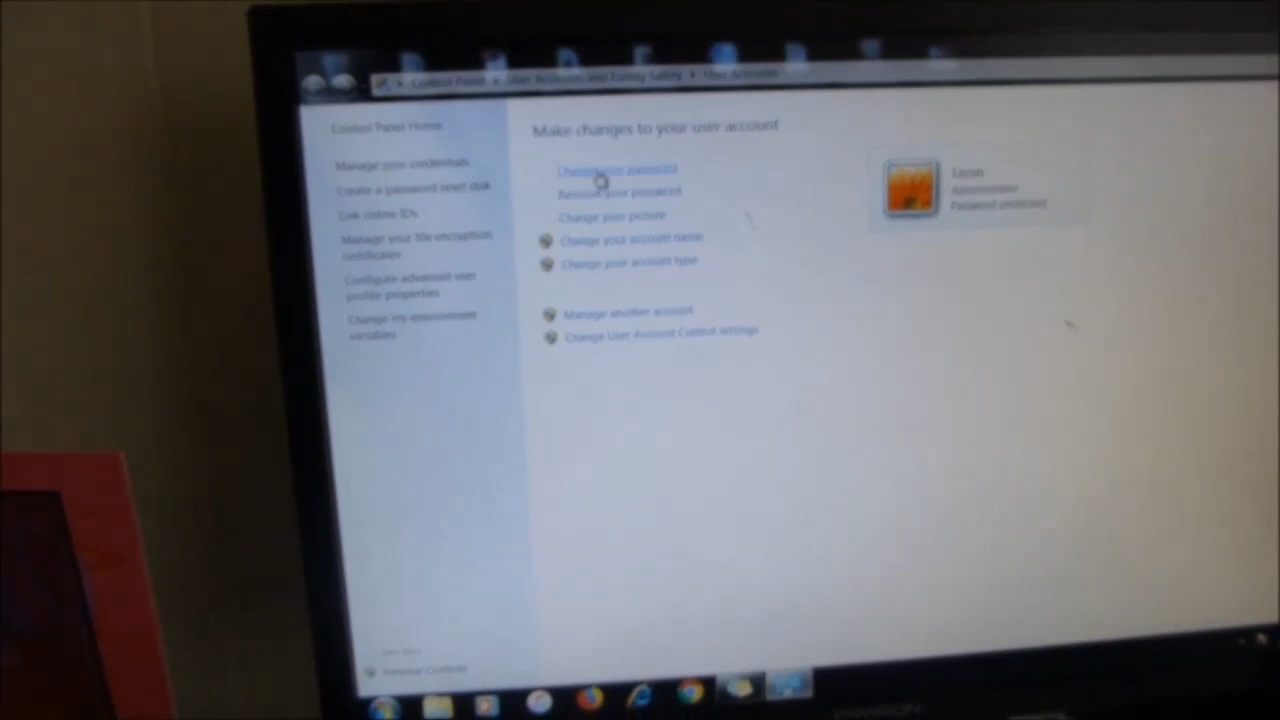 Control Panel ▸ User Accounts and Family Safety ▸ User Accounts
Control Panel Home
Manage your credentials
Create a password reset disk
Link online IDs
Manage your file encryption
certificates
Configure advanced user
profile properties
Change my environment
variables
Make changes to your user account
Change your password
Remove your password
Change your picture
Change your account name
Change your account type
Manage another account
Change User Account Control settings
Administrator
Password protected
Parental Controls